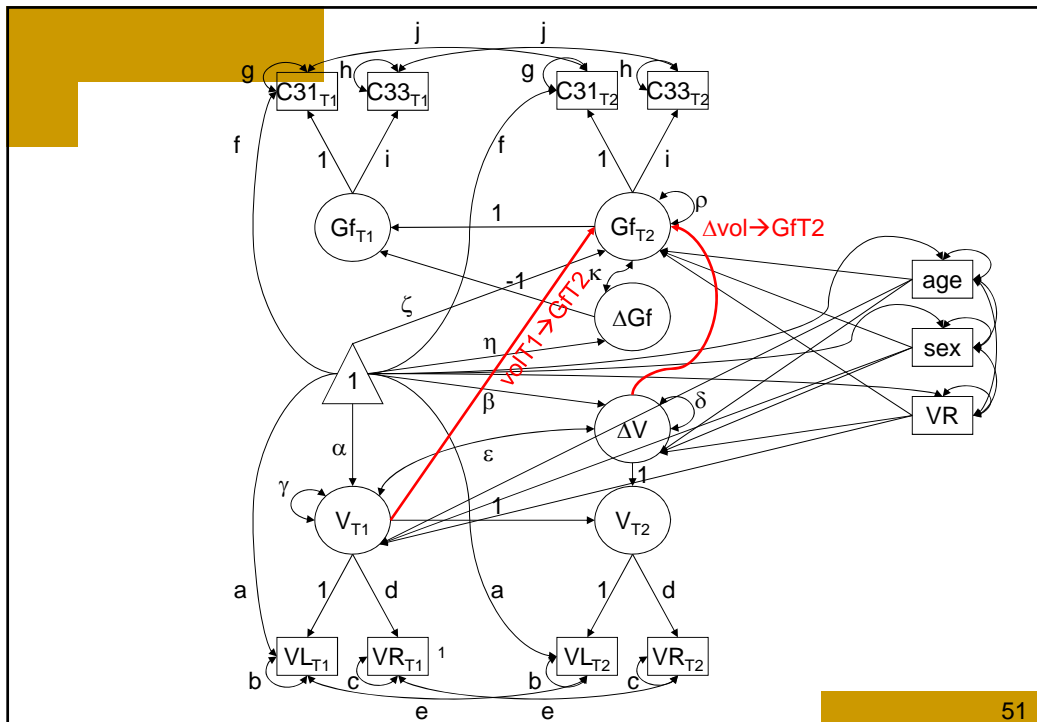 j j
g h g h
C31T1 C33T1 C31T2 C33T2
f f
1 i 1 i
ρ
GfT1 1 GfT2 Δvol→GfT2
age
-1 κ
ζ volT1→GfT2 ΔGf
sex
η
1
β δ VR
ΔV
α ε
1
γ
VT1 1 VT2
a 1 d a 1 d
VLT1 VRT1 1 VLT2 VRT2
b c b c
e e
51